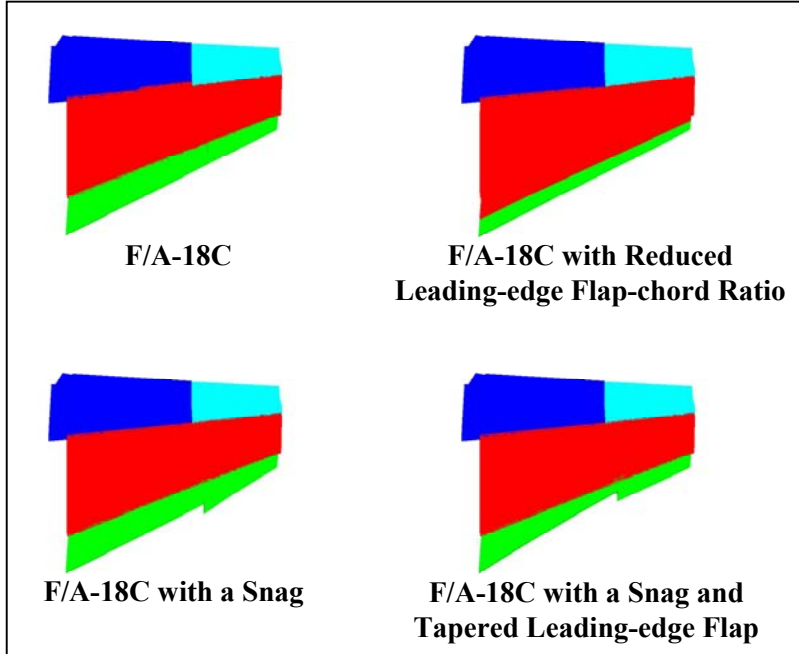 F/A-18C
F/A-18C with Reduced
Leading-edge Flap-chord Ratio
F/A-18C with a Snag
F/A-18C with a Snag and
Tapered Leading-edge Flap